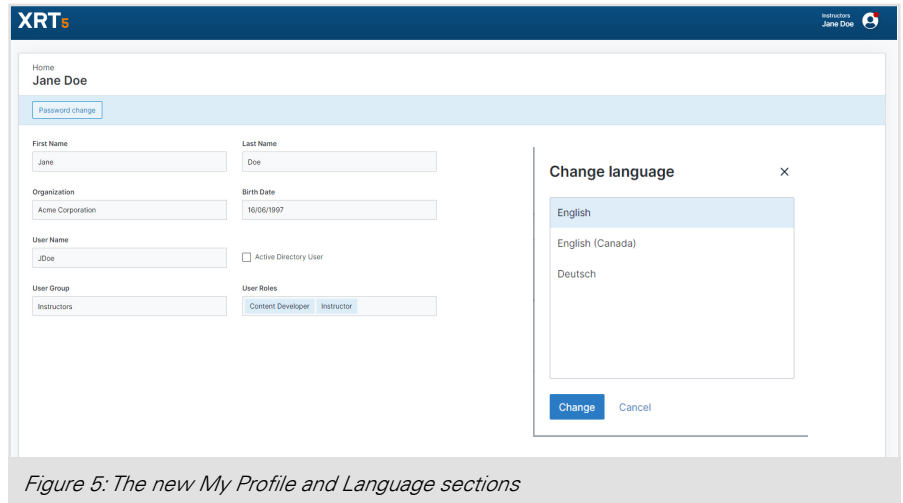 XRT5
Instructors
Jane Doe
Home
Jane Doe
Password change
First Name
Last Name
Jane
Doe
Organization
Birth Date
Acme Corporation
16/06/1997
User Name
JDoe
Active Directory User
User Group
User Roles
Instructors
Content Developer Instructor
Change language
English
English (Canada)
Deutsch
Change Cancel
Figure 5: The new My Profile and Language sections